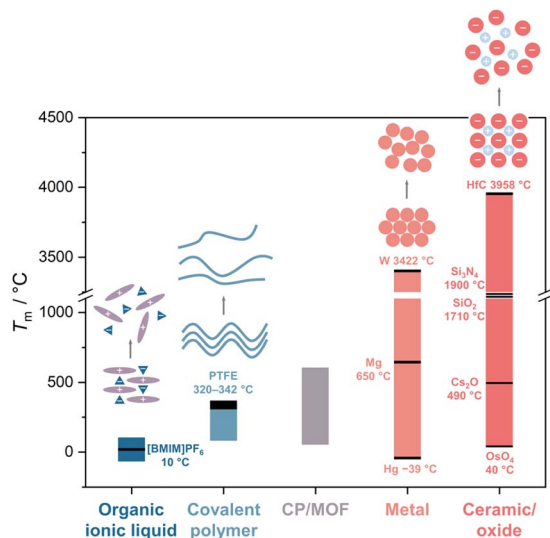 4500
4000
3500
1000
500
0
Tm / °C
HfC 3958 °C
W 3422 °C
Si3N4
1900 °C
SiO2
1710 °C
PTFE
320–342 °C
Mg
650 °C
Cs2O
490 °C
[BMIM]PF6
10 °C
Hg −39 °C
OsO4
40 °C
Organic
ionic liquid
Covalent
polymer
CP/MOF
Metal
Ceramic/
oxide